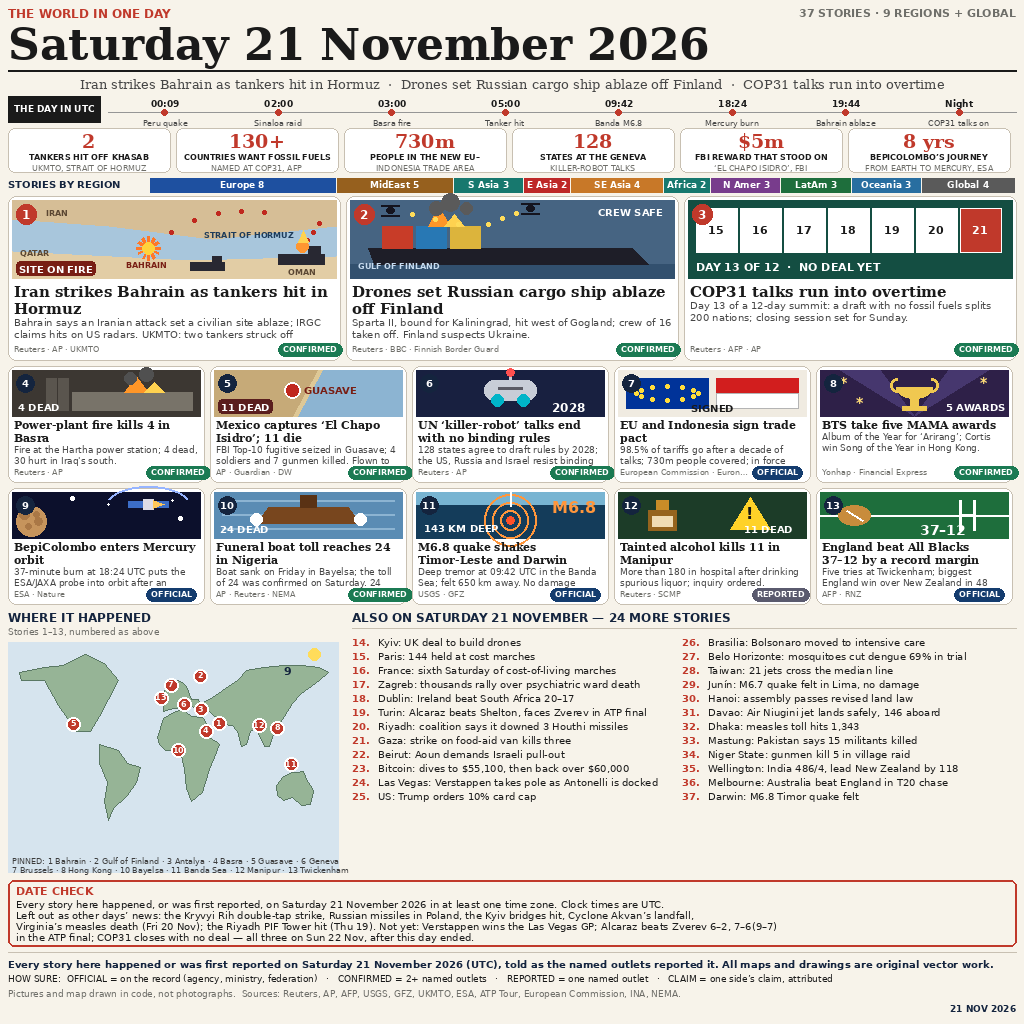 THE WORLD IN ONE DAY
37 STORIES · 9 REGIONS + GLOBAL
Saturday 21 November 2026
Iran strikes Bahrain as tankers hit in Hormuz · Drones set Russian cargo ship ablaze off Finland · COP31 talks run into overtime
THE DAY IN UTC
00:09 02:00 03:00 05:00 09:42 18:24 19:44 Night
Peru quake Sinaloa raid Basra fire Tanker hit Banda M6.8 Mercury burn Bahrain ablaze COP31 talks on
2 130+ 730m 128 $5m 8 yrs
TANKERS HIT OFF KHASAB COUNTRIES WANT FOSSIL FUELS PEOPLE IN THE NEW EU– STATES AT THE GENEVA FBI REWARD THAT STOOD ON BEPICOLOMBO’S JOURNEY
UKMTO, STRAIT OF HORMUZ NAMED AT COP31, AFP INDONESIA TRADE AREA KILLER-ROBOT TALKS ‘EL CHAPO ISIDRO’, FBI FROM EARTH TO MERCURY, ESA
STORIES BY REGION Europe 8 MidEast 5 S Asia 3 E Asia 2 SE Asia 4 Africa 2 N Amer 3 LatAm 3 Oceania 3 Global 4
1
IRAN
STRAIT OF HORMUZ
QATAR
SITE ON FIRE
BAHRAIN
OMAN
Iran strikes Bahrain as tankers hit in
Hormuz
Bahrain says an Iranian attack set a civilian site ablaze; IRGC
claims hits on US radars. UKMTO: two tankers struck off
Reuters · AP · UKMTO
CONFIRMED
2
CREW SAFE
GULF OF FINLAND
Drones set Russian cargo ship ablaze
off Finland
Sparta II, bound for Kaliningrad, hit west of Gogland; crew of 16
taken off. Finland suspects Ukraine.
Reuters · BBC · Finnish Border Guard
CONFIRMED
3
15 16 17 18 19 20 21
DAY 13 OF 12 · NO DEAL YET
COP31 talks run into overtime
Day 13 of a 12-day summit: a draft with no fossil fuels splits
200 nations; closing session set for Sunday.
Reuters · AFP · AP
CONFIRMED
4
4 DEAD
Power-plant fire kills 4 in
Basra
Fire at the Hartha power station; 4 dead,
30 hurt in Iraq’s south.
Reuters · AP
CONFIRMED
5
GUASAVE
11 DEAD
Mexico captures ‘El Chapo
Isidro’; 11 die
FBI Top-10 fugitive seized in Guasave; 4
soldiers and 7 gunmen killed. Flown to
AP · Guardian · DW
CONFIRMED
6
2028
UN ‘killer-robot’ talks end
with no binding rules
128 states agree to draft rules by 2028;
the US, Russia and Israel resist binding
Reuters · AP
CONFIRMED
7
SIGNED
EU and Indonesia sign trade
pact
98.5% of tariffs go after a decade of
talks; 730m people covered; in force
European Commission · Euron…
OFFICIAL
8
5 AWARDS
BTS take five MAMA awards
Album of the Year for ‘Arirang’; Cortis
win Song of the Year in Hong Kong.
Yonhap · Financial Express
CONFIRMED
9
BepiColombo enters Mercury
orbit
37-minute burn at 18:24 UTC puts the
ESA/JAXA probe into orbit after an
ESA · Nature
OFFICIAL
10
24 DEAD
Funeral boat toll reaches 24
in Nigeria
Boat sank on Friday in Bayelsa; the toll
of 24 was confirmed on Saturday. 24
AP · Reuters · NEMA
CONFIRMED
11
M6.8
143 KM DEEP
M6.8 quake shakes
Timor-Leste and Darwin
Deep tremor at 09:42 UTC in the Banda
Sea; felt 650 km away. No damage
USGS · GFZ
OFFICIAL
12
!
11 DEAD
Tainted alcohol kills 11 in
Manipur
More than 180 in hospital after drinking
spurious liquor; inquiry ordered.
Reuters · SCMP
REPORTED
13
37–12
England beat All Blacks
37–12 by a record margin
Five tries at Twickenham; biggest
England win over New Zealand in 48
AFP · RNZ
OFFICIAL
WHERE IT HAPPENED
Stories 1–13, numbered as above
9
2
7
13
6
3
5
4
1
12
8
10
11
PINNED: 1 Bahrain · 2 Gulf of Finland · 3 Antalya · 4 Basra · 5 Guasave · 6 Geneva
7 Brussels · 8 Hong Kong · 10 Bayelsa · 11 Banda Sea · 12 Manipur · 13 Twickenham
ALSO ON SATURDAY 21 NOVEMBER — 24 MORE STORIES
14. Kyiv: UK deal to build drones
15. Paris: 144 held at cost marches
16. France: sixth Saturday of cost-of-living marches
17. Zagreb: thousands rally over psychiatric ward death
18. Dublin: Ireland beat South Africa 20–17
19. Turin: Alcaraz beats Shelton, faces Zverev in ATP final
20. Riyadh: coalition says it downed 3 Houthi missiles
21. Gaza: strike on food-aid van kills three
22. Beirut: Aoun demands Israeli pull-out
23. Bitcoin: dives to $55,100, then back over $60,000
24. Las Vegas: Verstappen takes pole as Antonelli is docked
25. US: Trump orders 10% card cap
26. Brasilia: Bolsonaro moved to intensive care
27. Belo Horizonte: mosquitoes cut dengue 69% in trial
28. Taiwan: 21 jets cross the median line
29. Junín: M6.7 quake felt in Lima, no damage
30. Hanoi: assembly passes revised land law
31. Davao: Air Niugini jet lands safely, 146 aboard
32. Dhaka: measles toll hits 1,343
33. Mastung: Pakistan says 15 militants killed
34. Niger State: gunmen kill 5 in village raid
35. Wellington: India 486/4, lead New Zealand by 118
36. Melbourne: Australia beat England in T20 chase
37. Darwin: M6.8 Timor quake felt
DATE CHECK
Every story here happened, or was first reported, on Saturday 21 November 2026 in at least one time zone. Clock times are UTC.
Left out as other days’ news: the Kryvyi Rih double-tap strike, Russian missiles in Poland, the Kyiv bridges hit, Cyclone Akvan’s landfall,
Virginia’s measles death (Fri 20 Nov); the Riyadh PIF Tower hit (Thu 19). Not yet: Verstappen wins the Las Vegas GP; Alcaraz beats Zverev 6–2, 7–6(9–7)
in the ATP final; COP31 closes with no deal — all three on Sun 22 Nov, after this day ended.
Every story here happened or was first reported on Saturday 21 November 2026 (UTC), told as the named outlets reported it. All maps and drawings are original vector work.
HOW SURE: OFFICIAL = on the record (agency, ministry, federation) · CONFIRMED = 2+ named outlets · REPORTED = one named outlet · CLAIM = one side’s claim, attributed
Pictures and map drawn in code, not photographs. Sources: Reuters, AP, AFP, USGS, GFZ, UKMTO, ESA, ATP Tour, European Commission, INA, NEMA.
21 NOV 2026